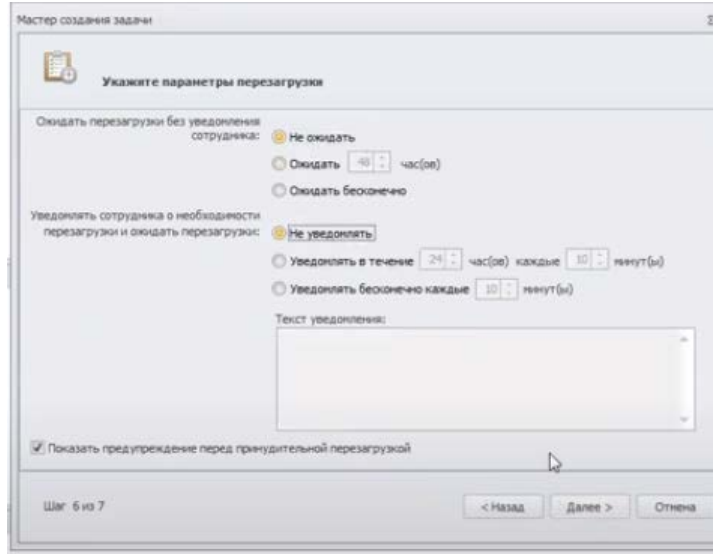 Мастер создания задачи
Укажите параметры перезагрузки
Ожидать перезагрузки без уведомления
сотрудника:
Не ожидать
Ожидать 48 час(ов)
Ожидать бесконечно
Уведомлять сотрудника о необходимости
перезагрузки и ожидать перезагрузки:
Не уведомлять
Уведомлять в течение 24 час(ов) каждые 10 минут(ы)
Уведомлять бесконечно каждые 10 минут(ы)
Текст уведомления:
Показать предупреждение перед принудительной перезагрузкой
Шаг 6 из 7
< Назад
Далее >
Отмена